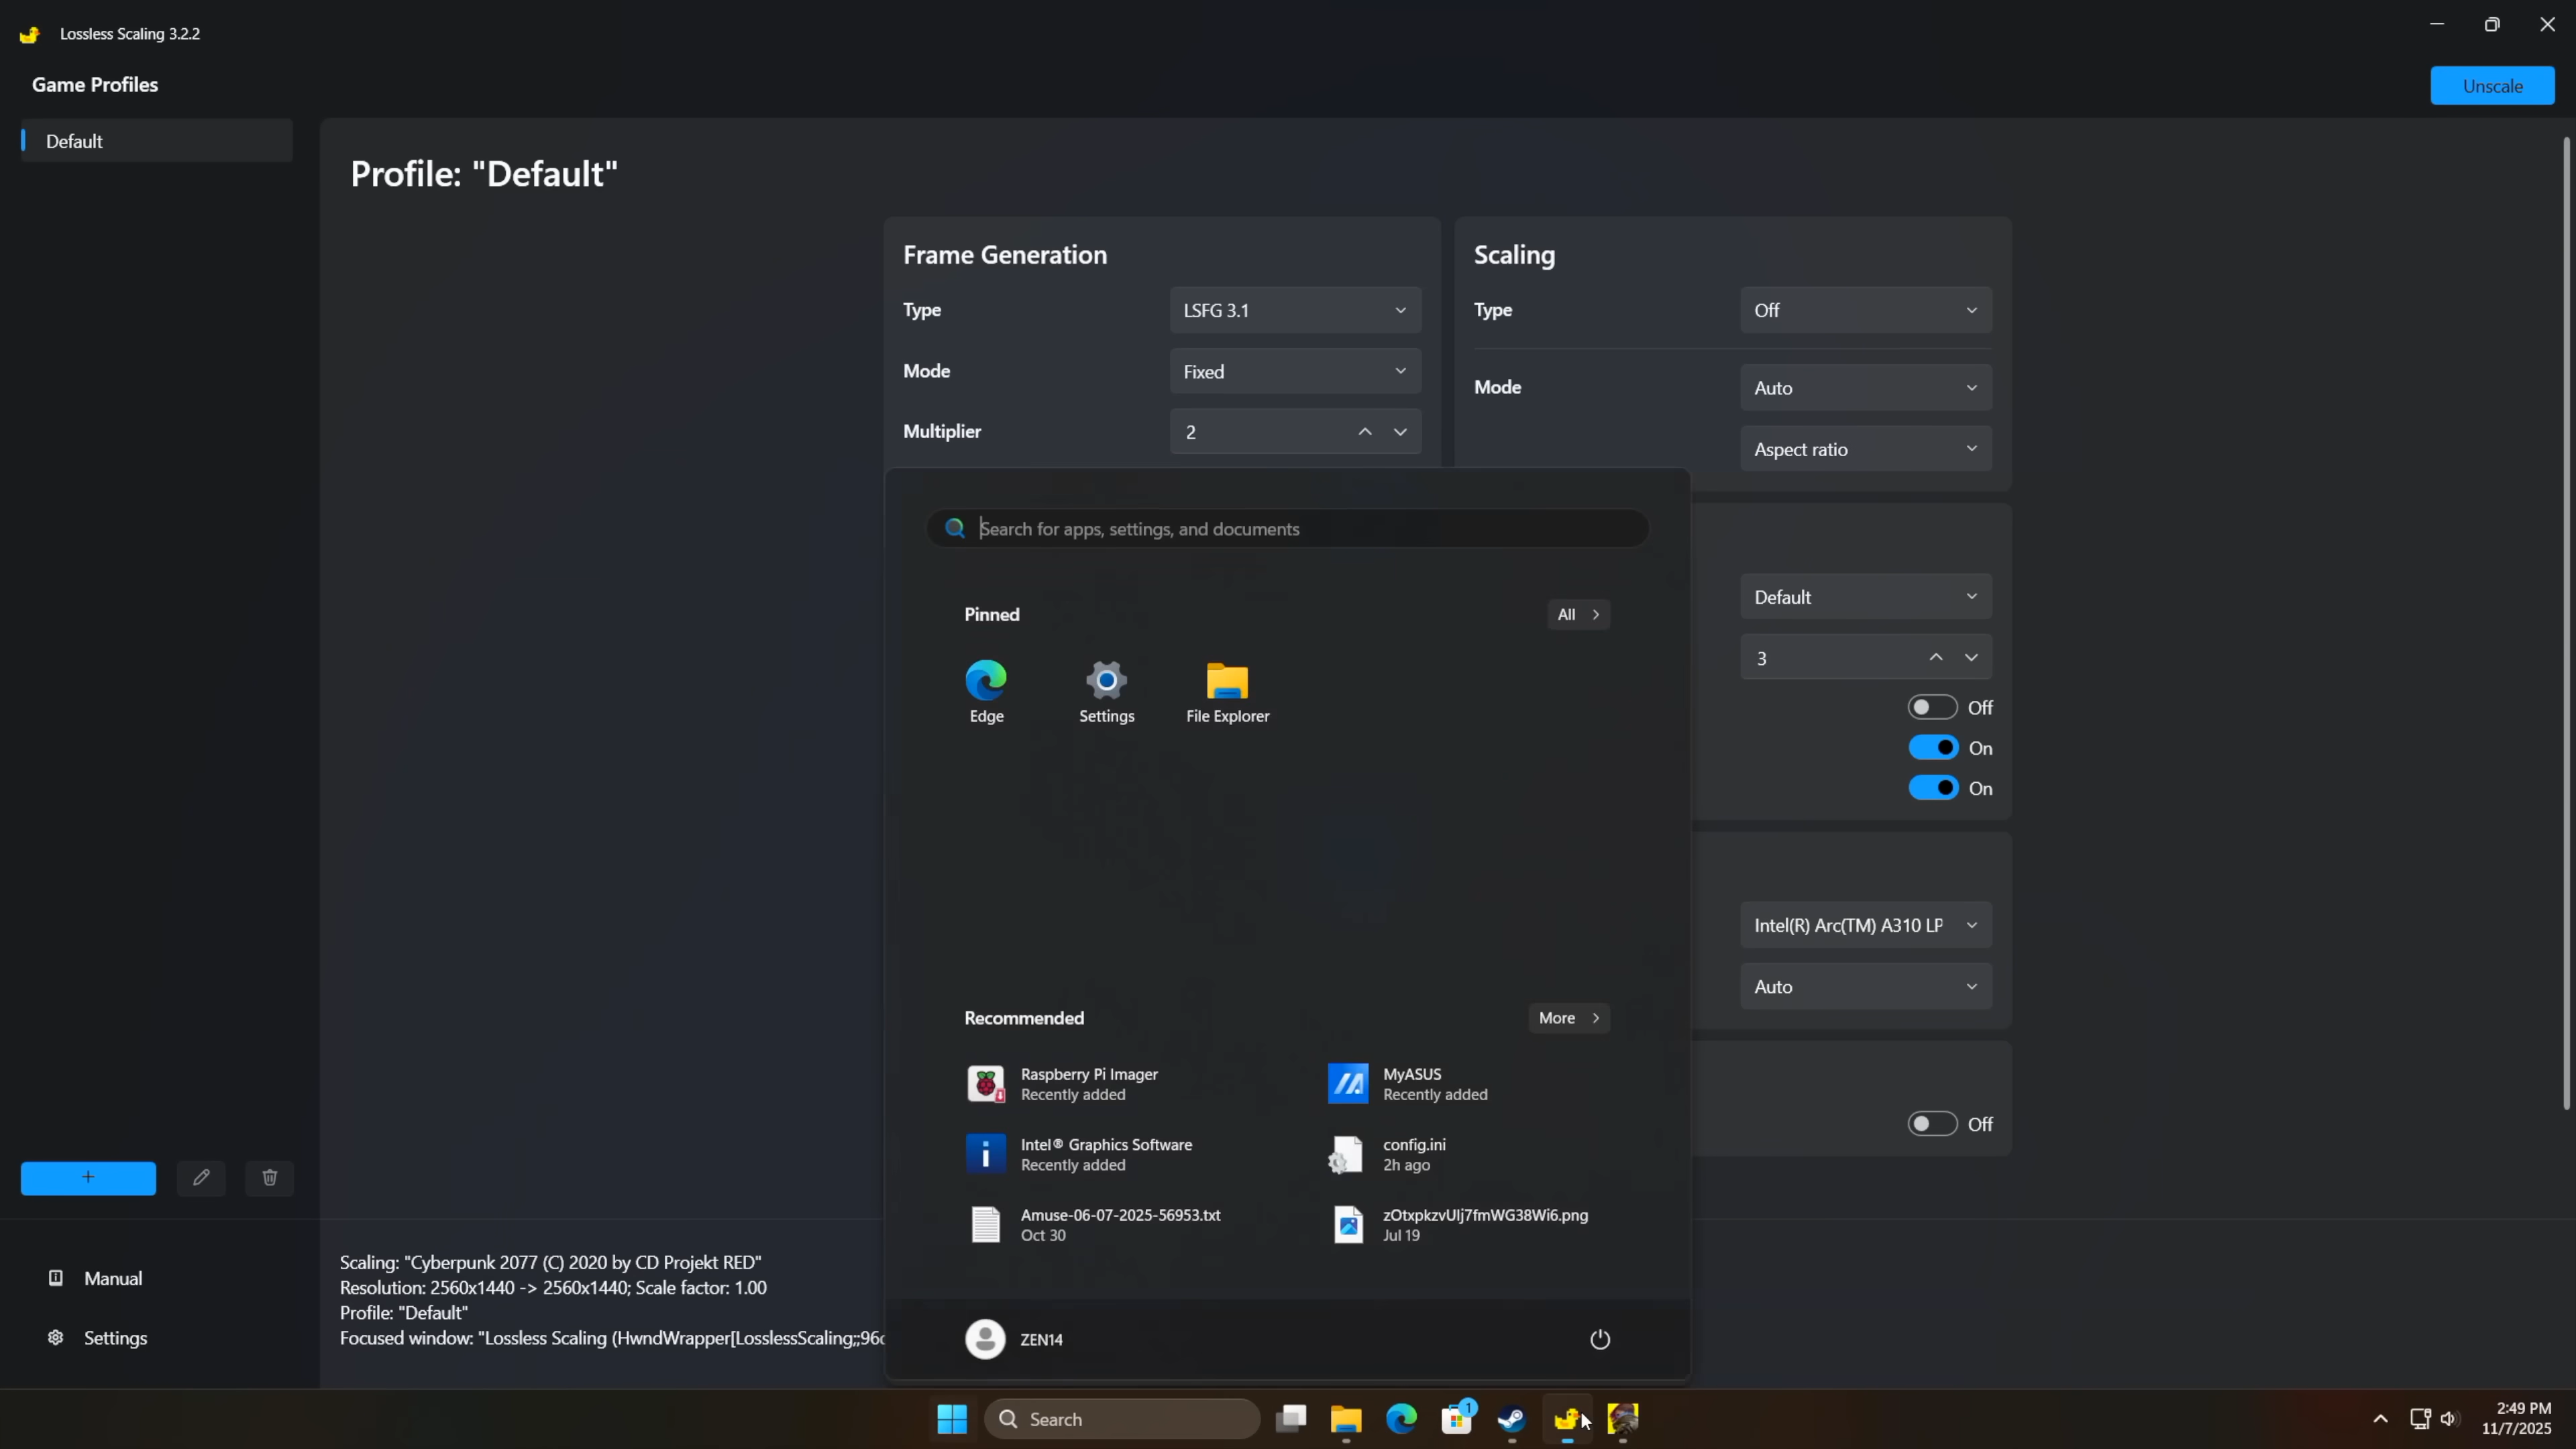 Lossless Scaling 3.2.2
Game Profiles
Unscale
Default
Profile: "Default"
Frame Generation
Type
LSFG 3.1
Mode
Fixed
Multiplier
2
Scaling
Type
Off
Mode
Auto
Aspect ratio
Search for apps, settings, and documents
Pinned
All
Edge
Settings
File Explorer
Default
3
Off
On
On
Intel(R) Arc(TM) A310 LP
Auto
Off
Recommended
More
Raspberry Pi Imager
Recently added
MyASUS
Recently added
Intel® Graphics Software
Recently added
config.ini
2h ago
Amuse-06-07-2025-56953.txt
Oct 30
zOtxpkzvUlj7fmWG38Wi6.png
Jul 19
ZEN14
+
Manual
Settings
Scaling: "Cyberpunk 2077 (C) 2020 by CD Projekt RED"
Resolution: 2560x1440 -> 2560x1440; Scale factor: 1.00
Profile: "Default"
Focused window: "Lossless Scaling (HwndWrapper[LosslessScaling;;96
Search
1
2:49 PM
11/7/2025